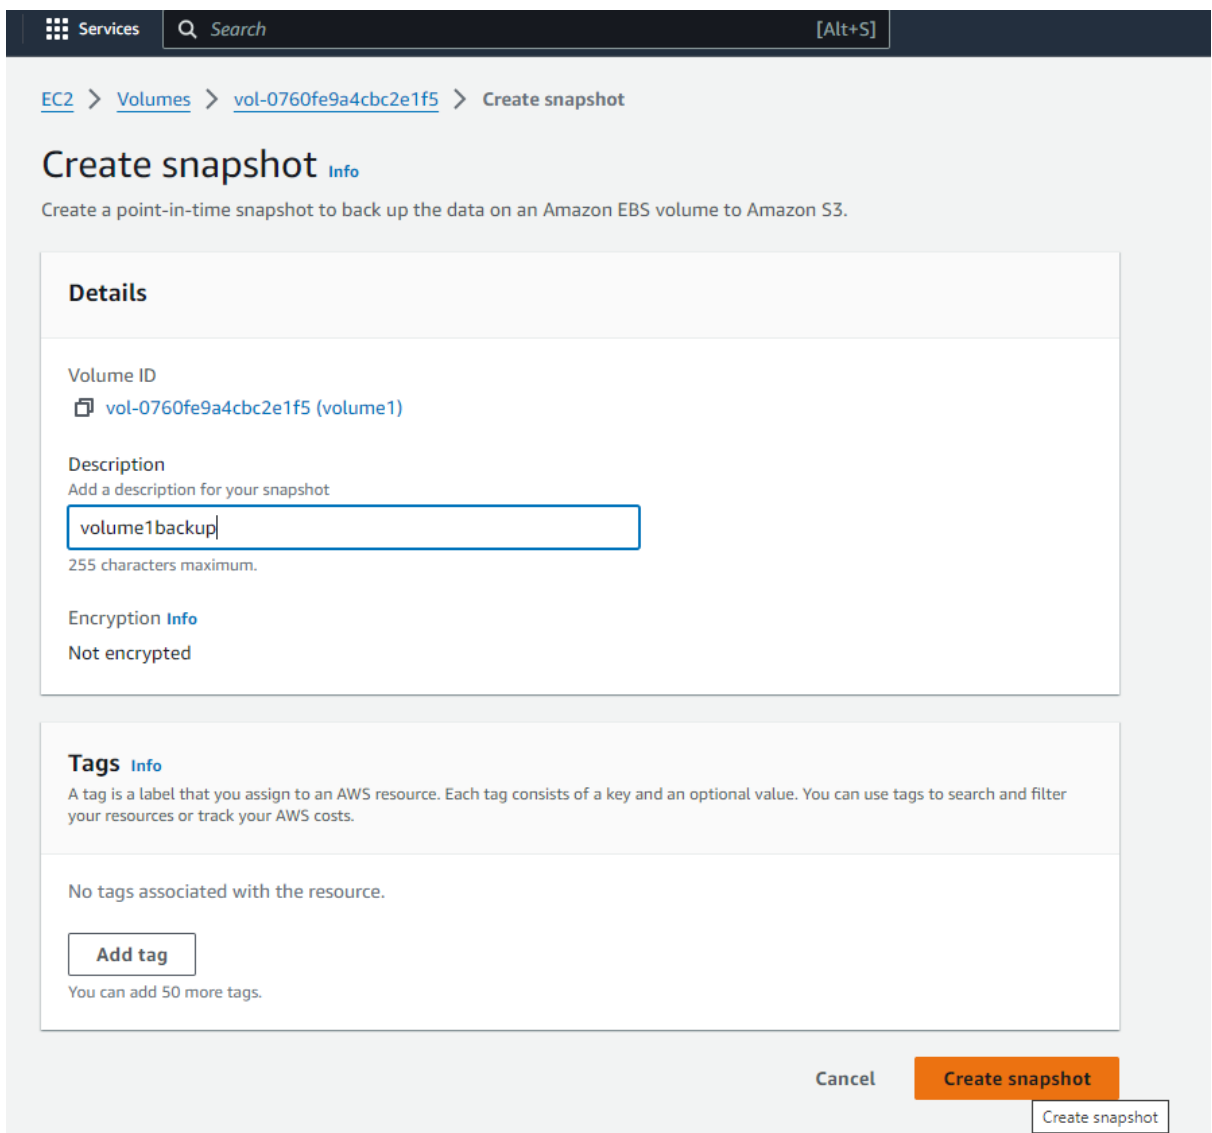 Services
Search
[Alt+S]
EC2 > Volumes > vol-0760fe9a4cbc2e1f5 > Create snapshot
Create snapshot Info
Create a point-in-time snapshot to back up the data on an Amazon EBS volume to Amazon S3.
Details
Volume ID
vol-0760fe9a4cbc2e1f5 (volume1)
Description
Add a description for your snapshot
volume1backup
255 characters maximum.
Encryption Info
Not encrypted
Tags Info
A tag is a label that you assign to an AWS resource. Each tag consists of a key and an optional value. You can use tags to search and filter
your resources or track your AWS costs.
No tags associated with the resource.
Add tag
You can add 50 more tags.
Cancel
Create snapshot
Create snapshot